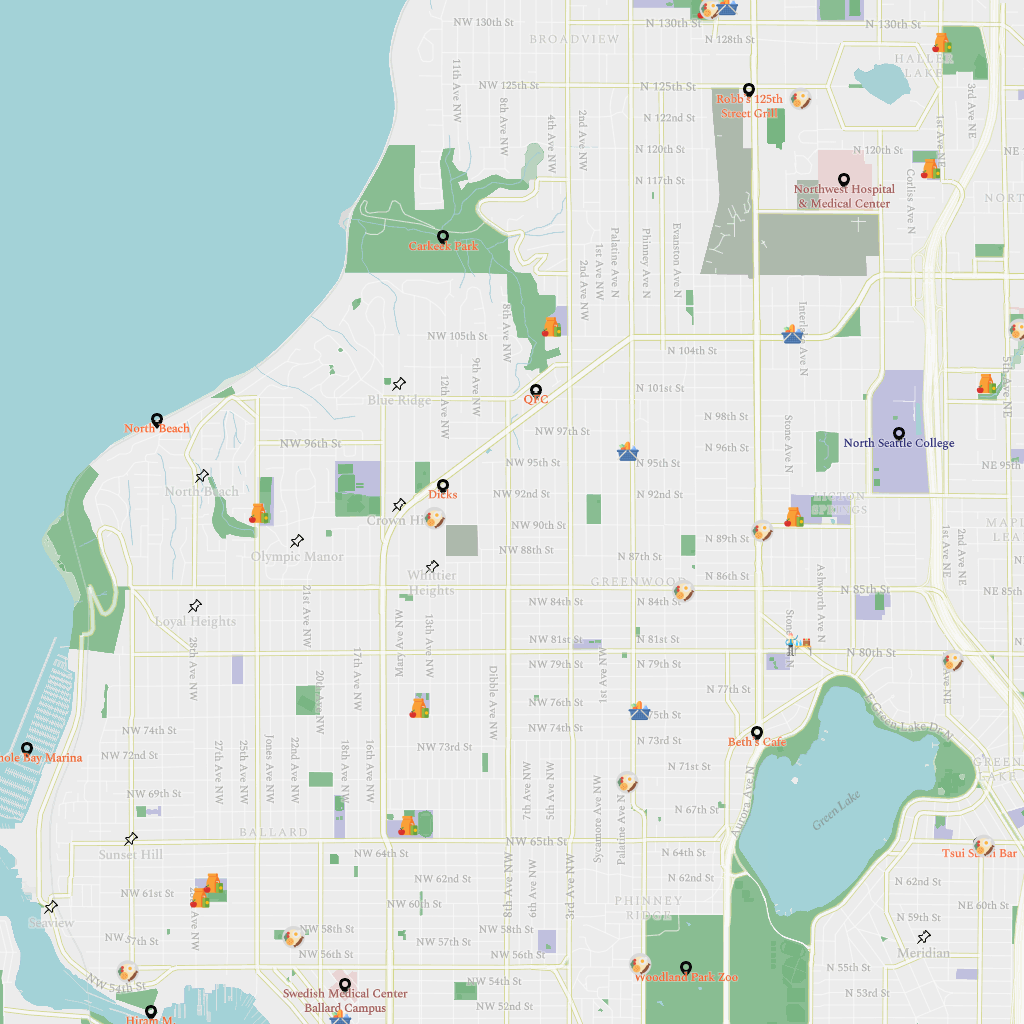 NW 130th St
N 130th St
BROADVIEW
N 128th St
HALLER
LAKE
NW 125th St
N 125th St
Robb's 125th
Street Grill
11th Ave NW
8th Ave NW
4th Ave NW
2nd Ave NW
N 122nd St
3rd Ave NE
1st Ave NE
N 120th St
N 120th St
N 117th St
Corliss Ave N
Northwest Hospital
& Medical Center
Carkeek Park
Palatine Ave N
Phinney Ave N
Evanston Ave N
1st Ave NW
2nd Ave NW
8th Ave NW
NW 105th St
N 104th St
9th Ave NW
12th Ave NW
5th Ave NE
Blue Ridge
QFC
N 101st St
North Beach
N 98th St
Stone Ave N
NW 97th St
NW 96th St
N 96th St
North Seattle College
NW 95th St
N 95th St
NE 95th St
North Beach
Dicks
NW 92nd St
N 92nd St
LICTON
SPRINGS
Crown Hill
NW 90th St
N 89th St
1st Ave NE
2nd Ave NE
Olympic Manor
NW 88th St
N 87th St
Whittier
Heights
GREENWOOD
N 86th St
Ashworth Ave N
N 85th St
NE 85th St
21st Ave NW
Mary Ave NW
13th Ave NW
NW 84th St
N 84th St
Loyal Heights
28th Ave NW
NW 81st St
N 81st St
N 80th St
17th Ave NW
NW 79th St
N 79th St
1st Ave NW
Dibble Ave NW
20th Ave NW
N 77th St
NW 76th St
E Green Lake Dr N
NW 74th St
NW 74th St
N 73rd St
NW 73rd St
Beth's Cafe
27th Ave NW
25th Ave NW
Jones Ave NW
22nd Ave NW
18th Ave NW
16th Ave NW
NW 72nd St
N 71st St
7th Ave NW
5th Ave NW
Sycamore Ave NW
Palatine Ave N
Aurora Ave N
Green Lake
NW 69th St
N 67th St
BALLARD
NW 65th St
Sunset Hill
NW 64th St
N 64th St
Tsui Sushi Bar
N 62nd St
NW 62nd St
N 62nd St
NW 61st St
8th Ave NW
6th Ave NW
3rd Ave NW
NW 60th St
NE 60th St
PHINNEY
RIDGE
N 59th St
Seaview
NW 58th St
NW 58th St
NW 57th St
NW 57th St
NW 56th St
NW 56th St
Meridian
N 55th St
Woodland Park Zoo
NW 54th St
NW 54th St
Swedish Medical Center
Ballard Campus
N 53rd St
NW 52nd St
Hiram M.